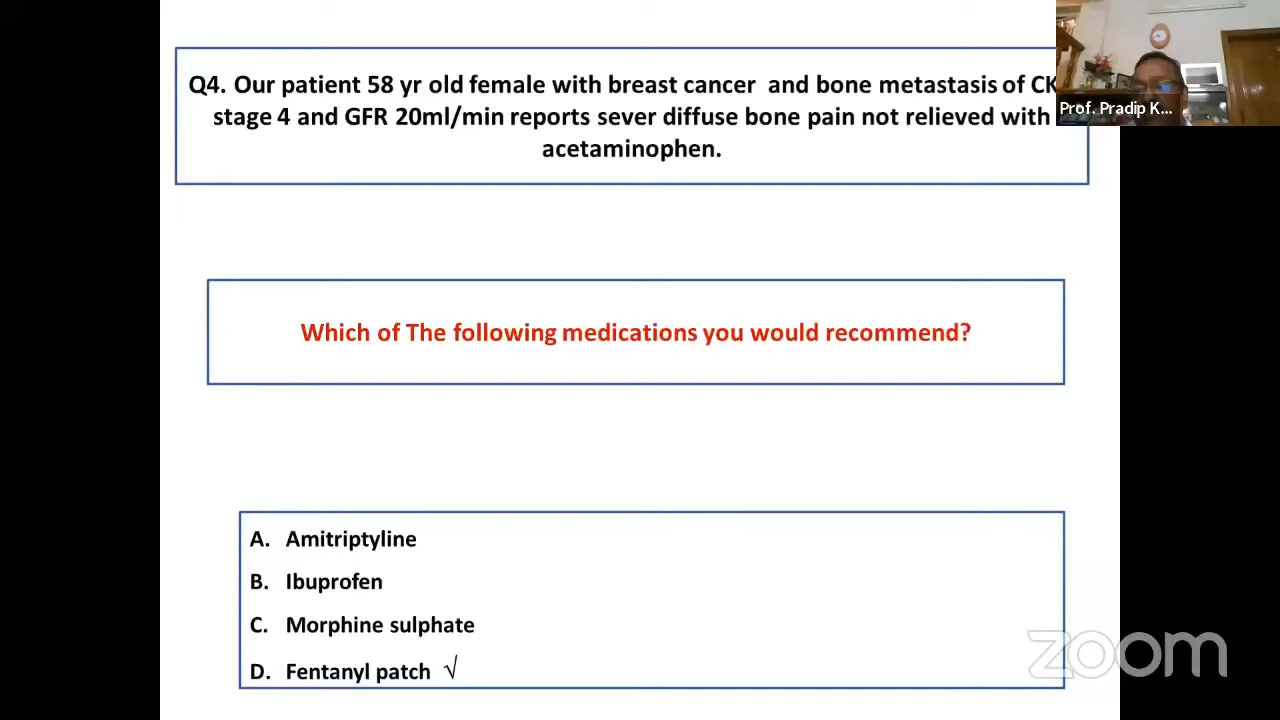 Q4. Our patient 58 yr old female with breast cancer and bone metastasis of
stage 4 and GFR 20ml/min reports sever diffuse bone pain not relieved with
acetaminophen.
Prof. Pradip K...
Which of The following medications you would recommend?
A. Amitriptyline
B. Ibuprofen
C. Morphine sulphate
D. Fentanyl patch √
zoom